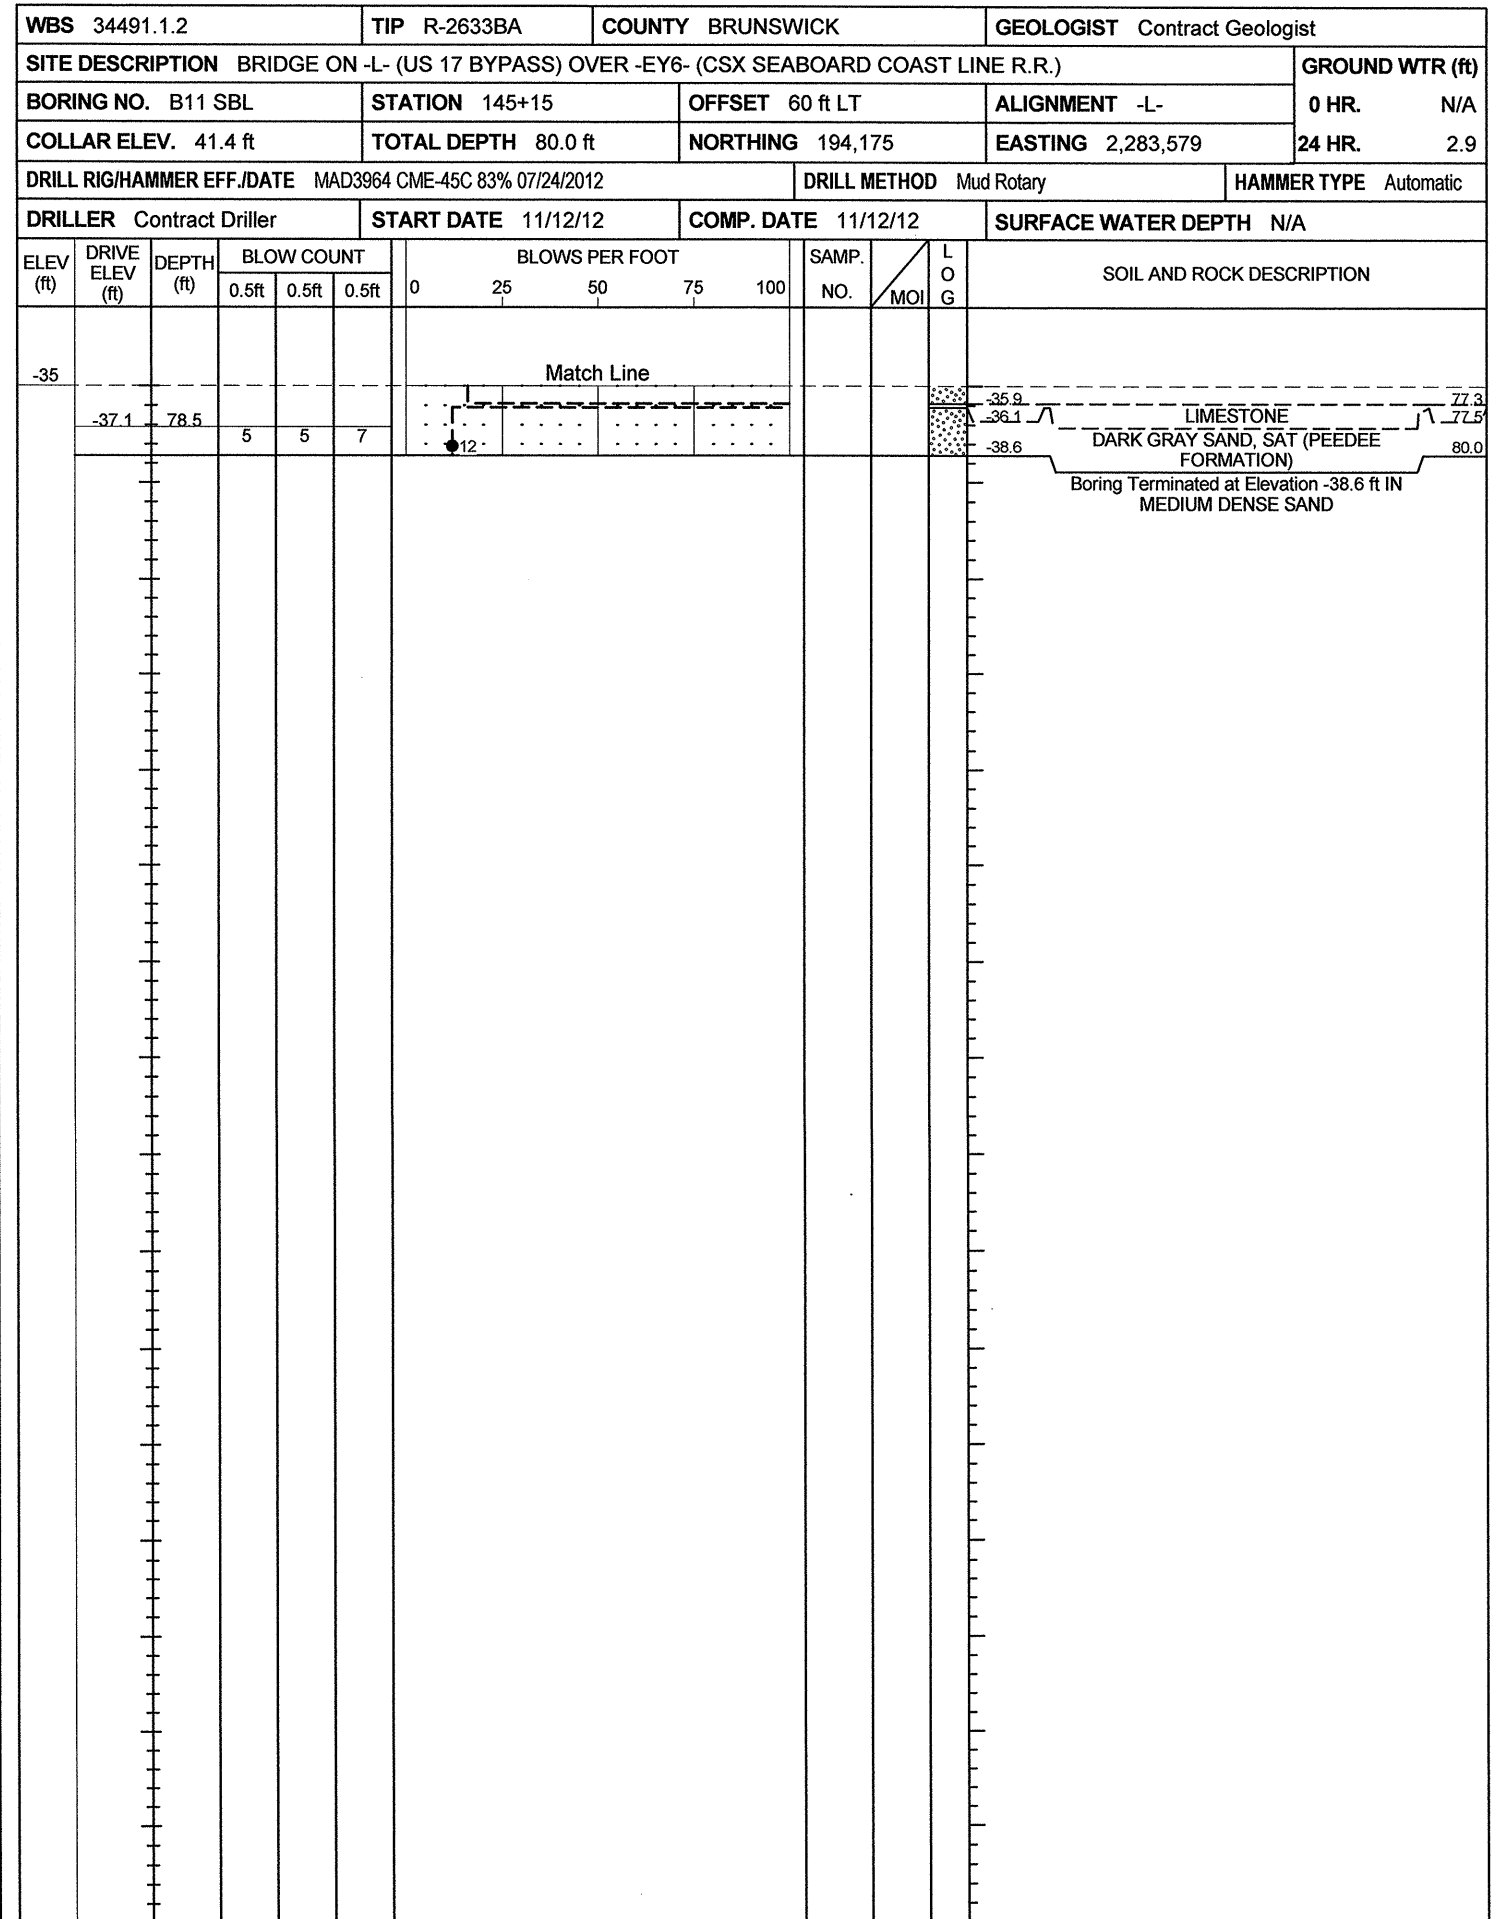 WBS 34491.1.2 TIP R-2633BA COUNTY BRUNSWICK GEOLOGIST Contract Geologist
SITE DESCRIPTION BRIDGE ON -L- (US 17 BYPASS) OVER -EY6- (CSX SEABOARD COAST LINE R.R.) GROUND WTR (ft)
BORING NO. B11 SBL STATION 145+15 OFFSET 60 ft LT ALIGNMENT -L- 0 HR. N/A
COLLAR ELEV. 41.4 ft TOTAL DEPTH 80.0 ft NORTHING 194,175 EASTING 2,283,579 24 HR. 2.9
DRILL RIG/HAMMER EFF./DATE MAD3964 CME-45C 83% 07/24/2012 DRILL METHOD Mud Rotary HAMMER TYPE Automatic
DRILLER Contract Driller START DATE 11/12/12 COMP. DATE 11/12/12 SURFACE WATER DEPTH N/A
ELEV (ft) DRIVE ELEV (ft) DEPTH (ft) BLOW COUNT BLOWS PER FOOT SAMP. NO. MOI LOG SOIL AND ROCK DESCRIPTION
0.5ft 0.5ft 0.5ft 0 25 50 75 100
-35 Match Line
-35.9 77.3
-37.1 78.5 -36.1 LIMESTONE 77.5
5 5 7 12 -38.6 DARK GRAY SAND, SAT (PEEDEE 80.0
FORMATION)
Boring Terminated at Elevation -38.6 ft IN
MEDIUM DENSE SAND